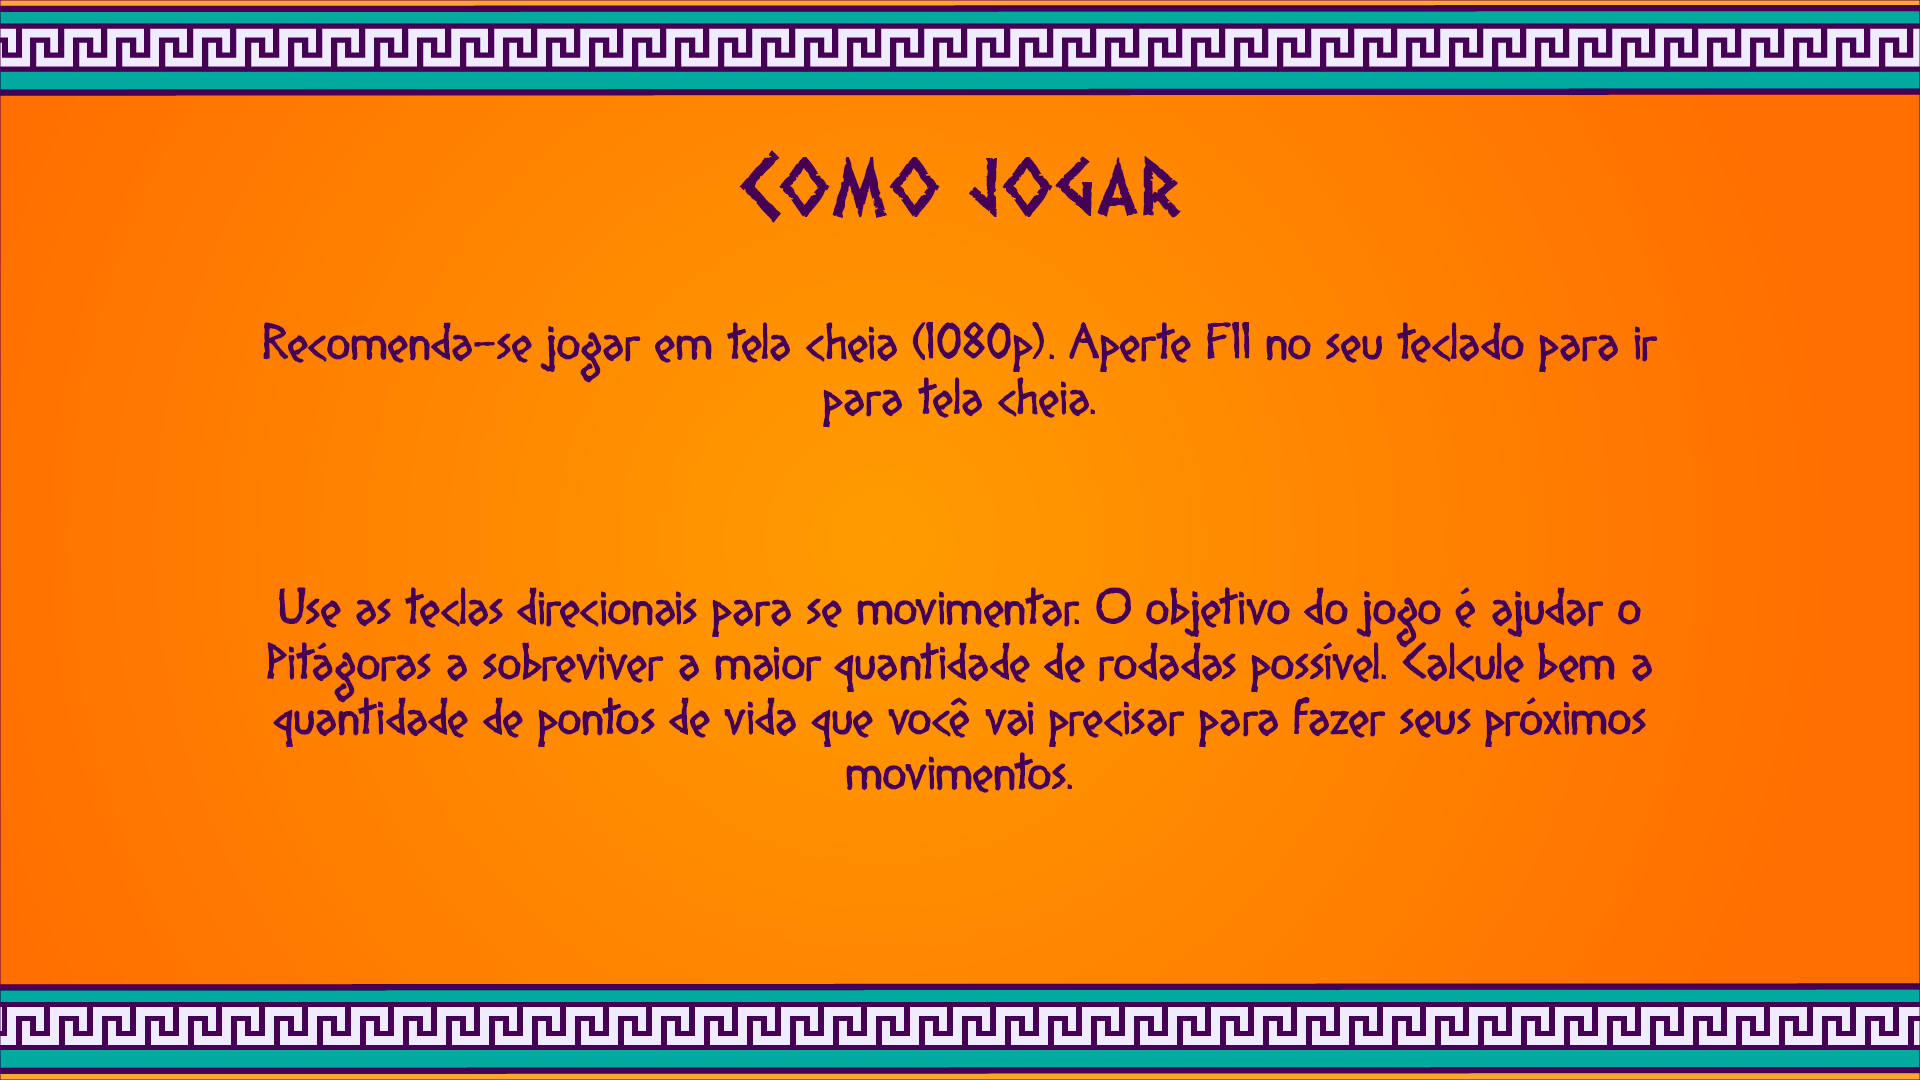 COMO JOGAR
Recomenda-se jogar em tela cheia (1080p). Aperte F11 no seu teclado para ir
para tela cheia.
Use as teclas direcionais para se movimentar. O objetivo do jogo é ajudar o
Pitágoras a sobreviver a maior quantidade de rodadas possível. Calcule bem a
quantidade de pontos de vida que você vai precisar para fazer seus próximos
movimentos.